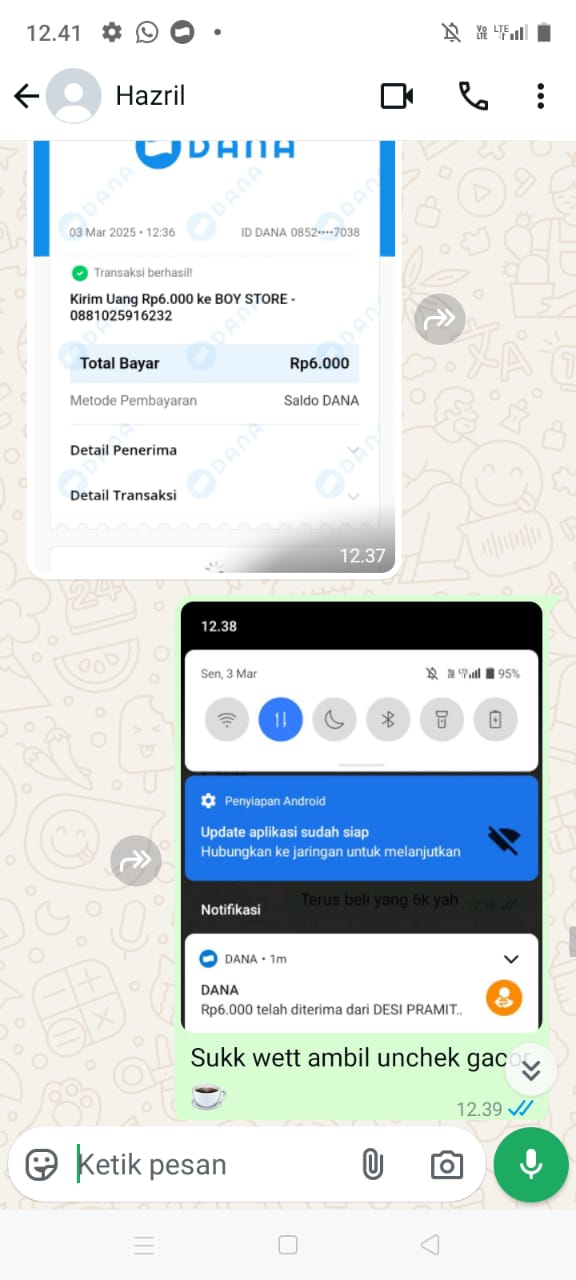 12.41
Hazril
DANA
03 Mar 2025 • 12:36 ID DANA 0852····7038
Transaksi berhasil!
Kirim Uang Rp6.000 ke BOY STORE -
0881025916232
Total Bayar Rp6.000
Metode Pembayaran Saldo DANA
Detail Penerima
Detail Transaksi
12.37
12.38
Sen, 3 Mar 95%
Penyiapan Android
Update aplikasi sudah siap
Hubungkan ke jaringan untuk melanjutkan
Terus beli yang 6k yah
Notifikasi
DANA • 1m
DANA
Rp6.000 telah diterima dari DESI PRAMIT..
Sukk wett ambil unchek gacor
☕
12.39
Ketik pesan